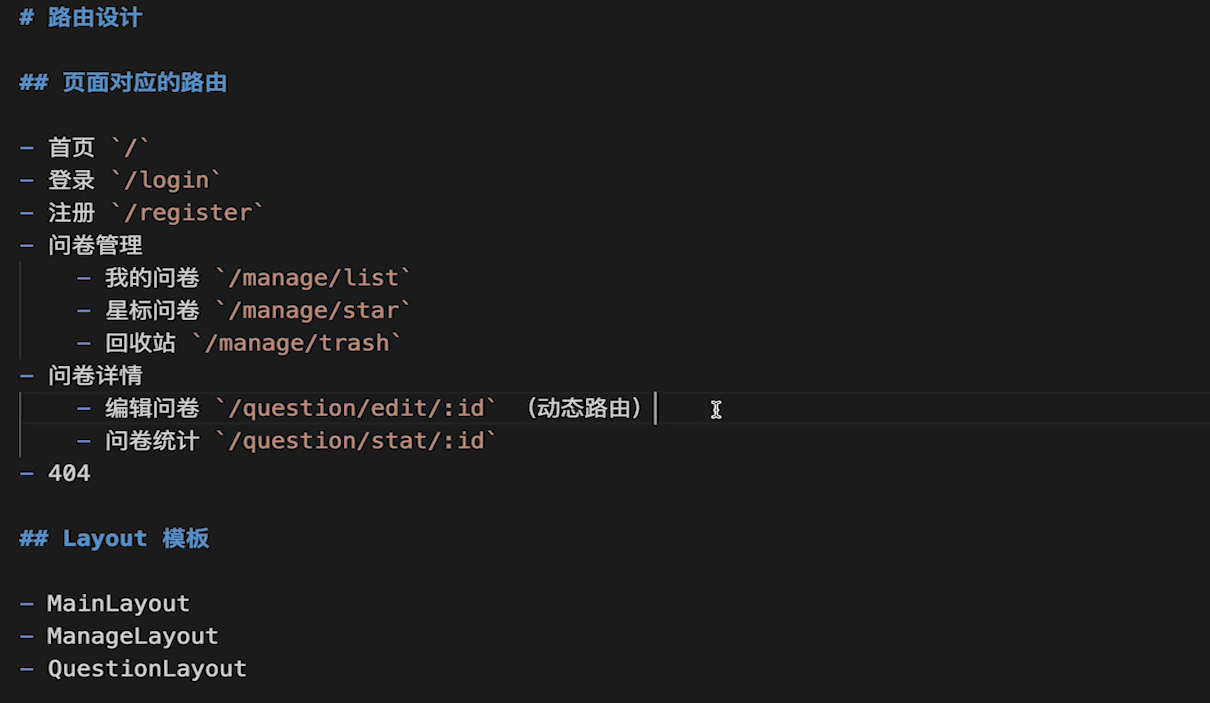 # 路由设计
## 页面对应的路由
- 首页 `/`
- 登录 `/login`
- 注册 `/register`
- 问卷管理
- 我的问卷 `/manage/list`
- 星标问卷 `/manage/star`
- 回收站 `/manage/trash`
- 问卷详情
- 编辑问卷 `/question/edit/:id` （动态路由）
- 问卷统计 `/question/stat/:id`
- 404
## Layout 模板
- MainLayout
- ManageLayout
- QuestionLayout